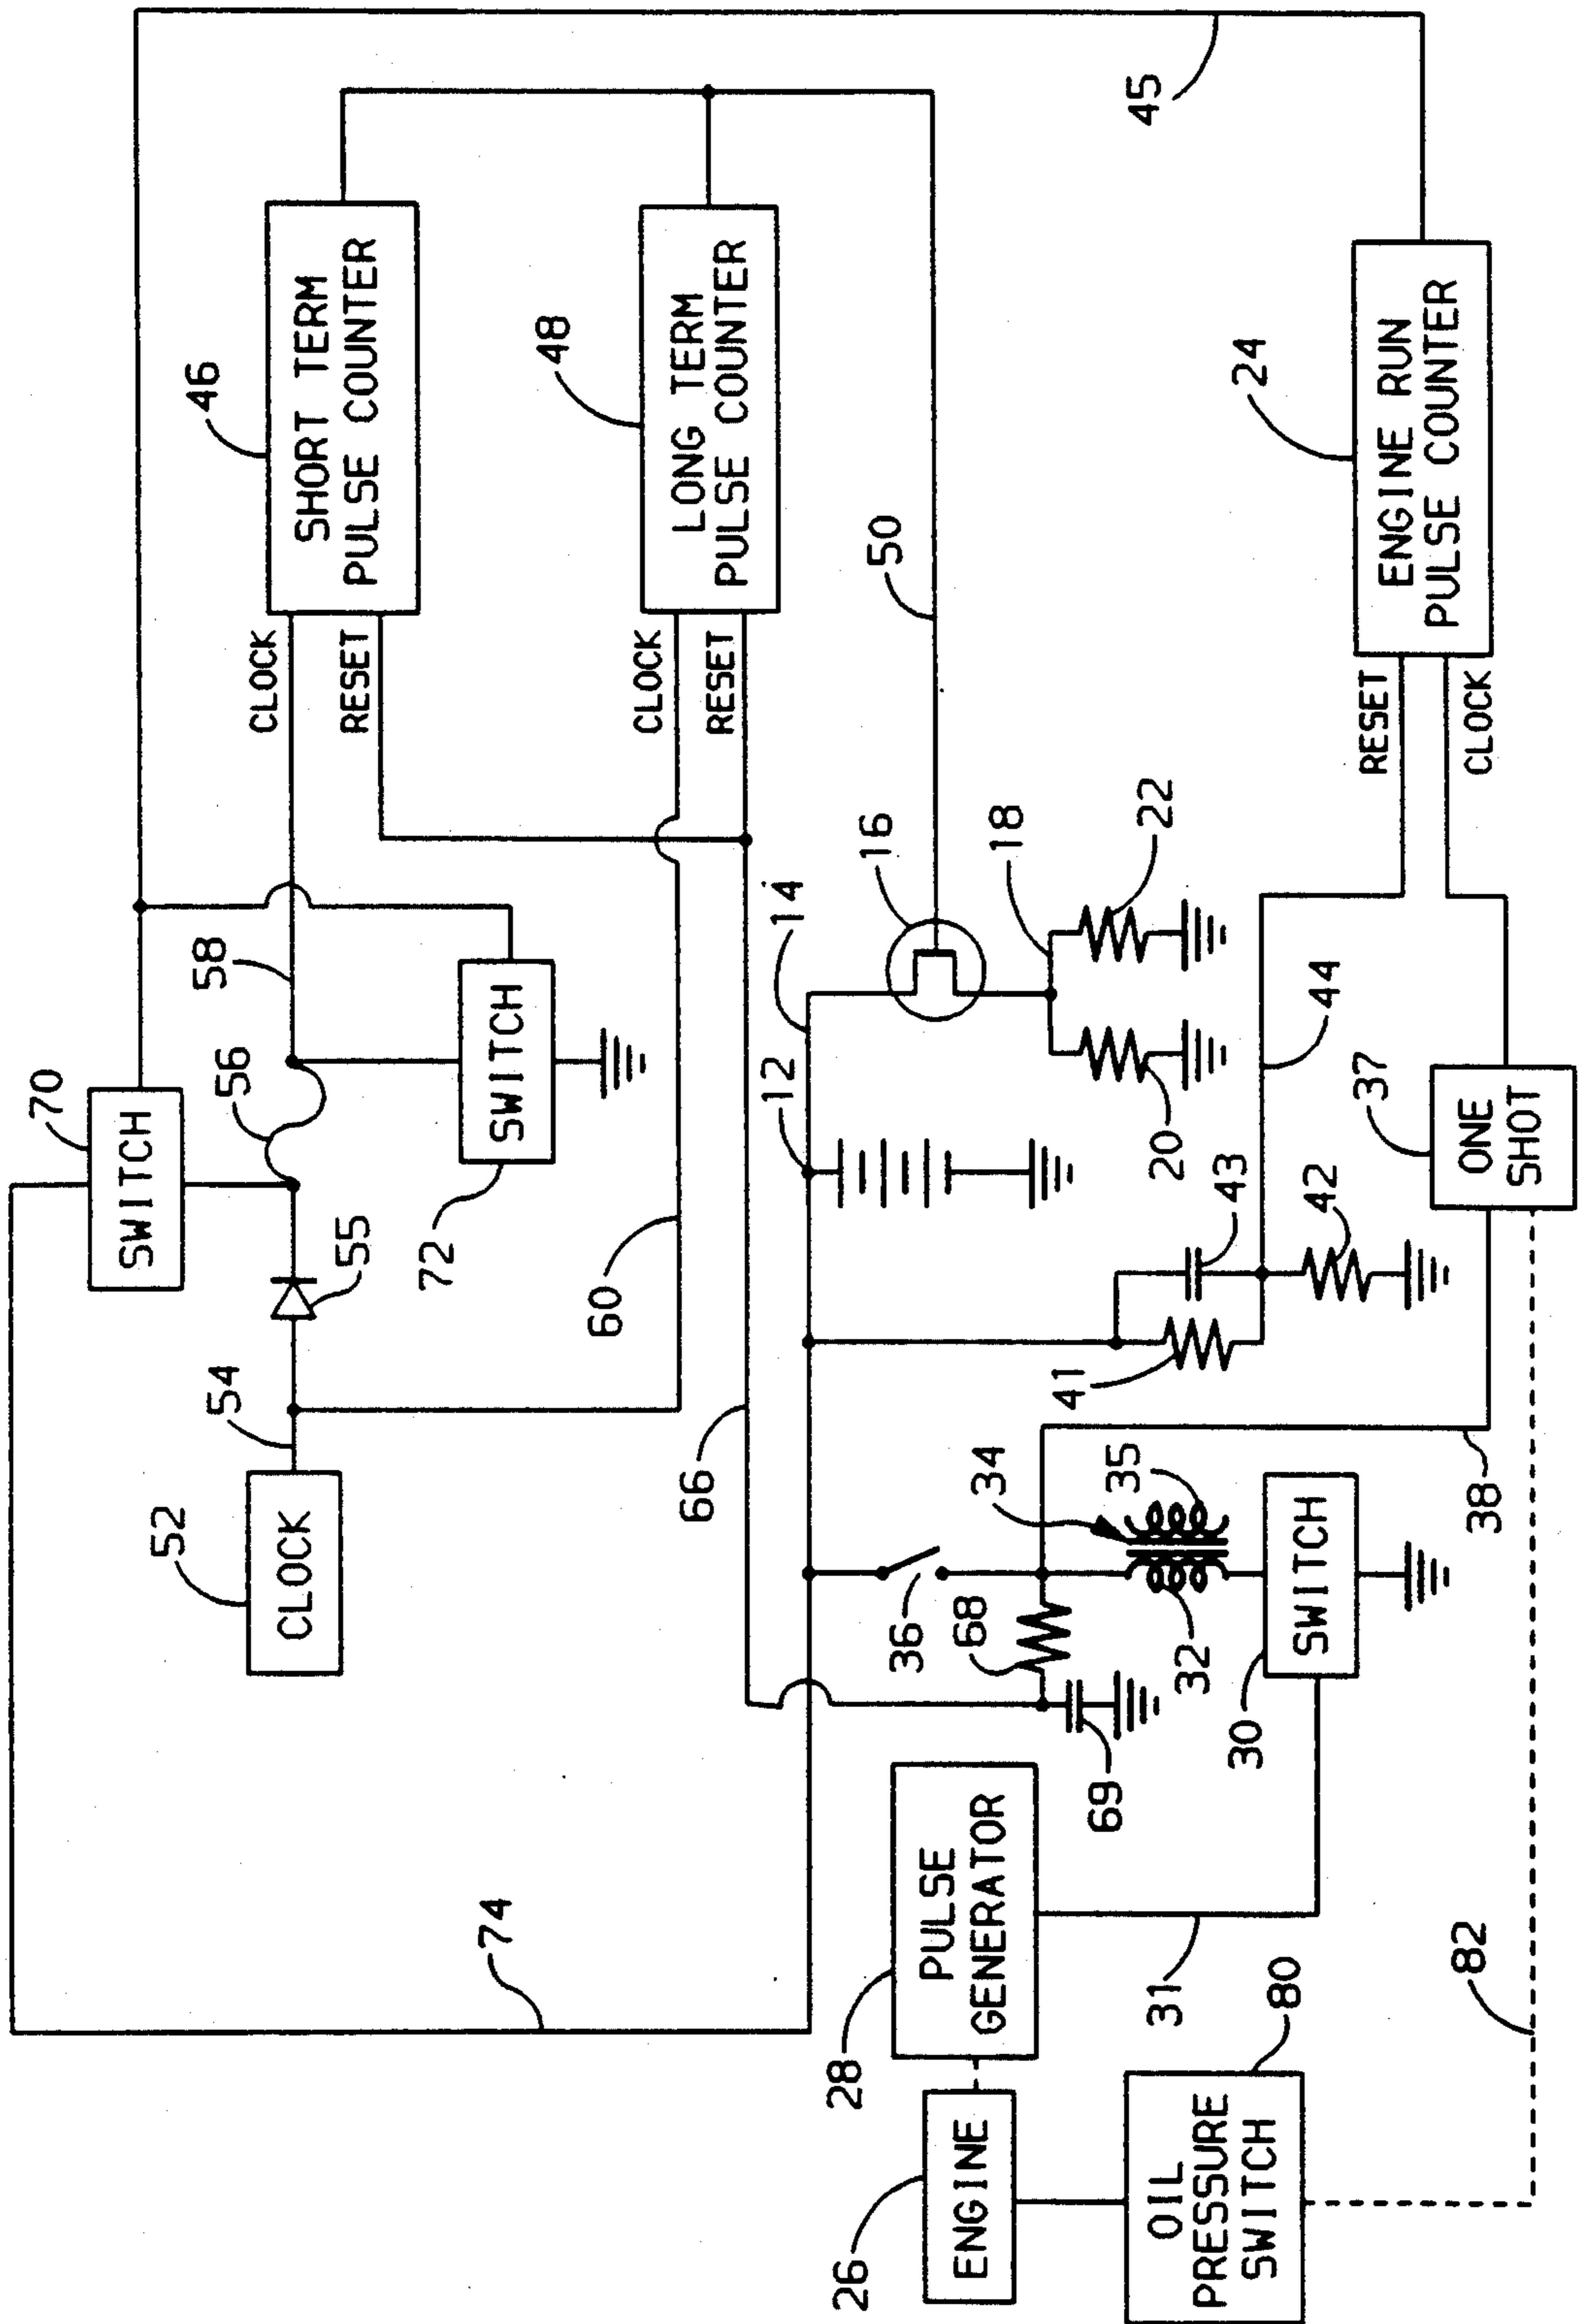 45
46
SHORT TERM
PULSE COUNTER
48
LONG TERM
PULSE COUNTER
24
ENGINE RUN
PULSE COUNTER
CLOCK
RESET
CLOCK
RESET
RESET
CLOCK
50
58
14
16
18
22
44
70
SWITCH
56
SWITCH
72
12
20
43
42
37
ONE
SHOT
55
60
41
54
52
CLOCK
66
34
35
36
68
32
SWITCH
30
38
69
74
PULSE
GENERATOR
28
31
82
ENGINE
26
80
OIL
PRESSURE
SWITCH